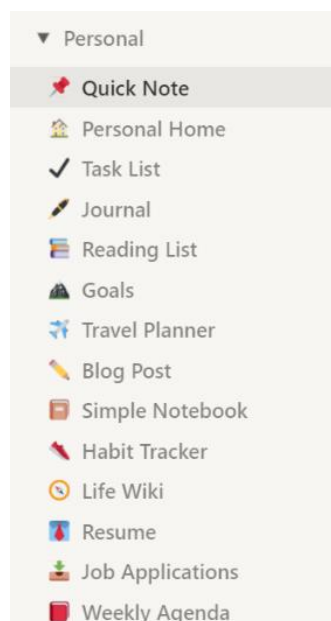 Personal
Quick Note
Personal Home
Task List
Journal
Reading List
Goals
Travel Planner
Blog Post
Simple Notebook
Habit Tracker
Life Wiki
Resume
Job Applications
Weekly Agenda